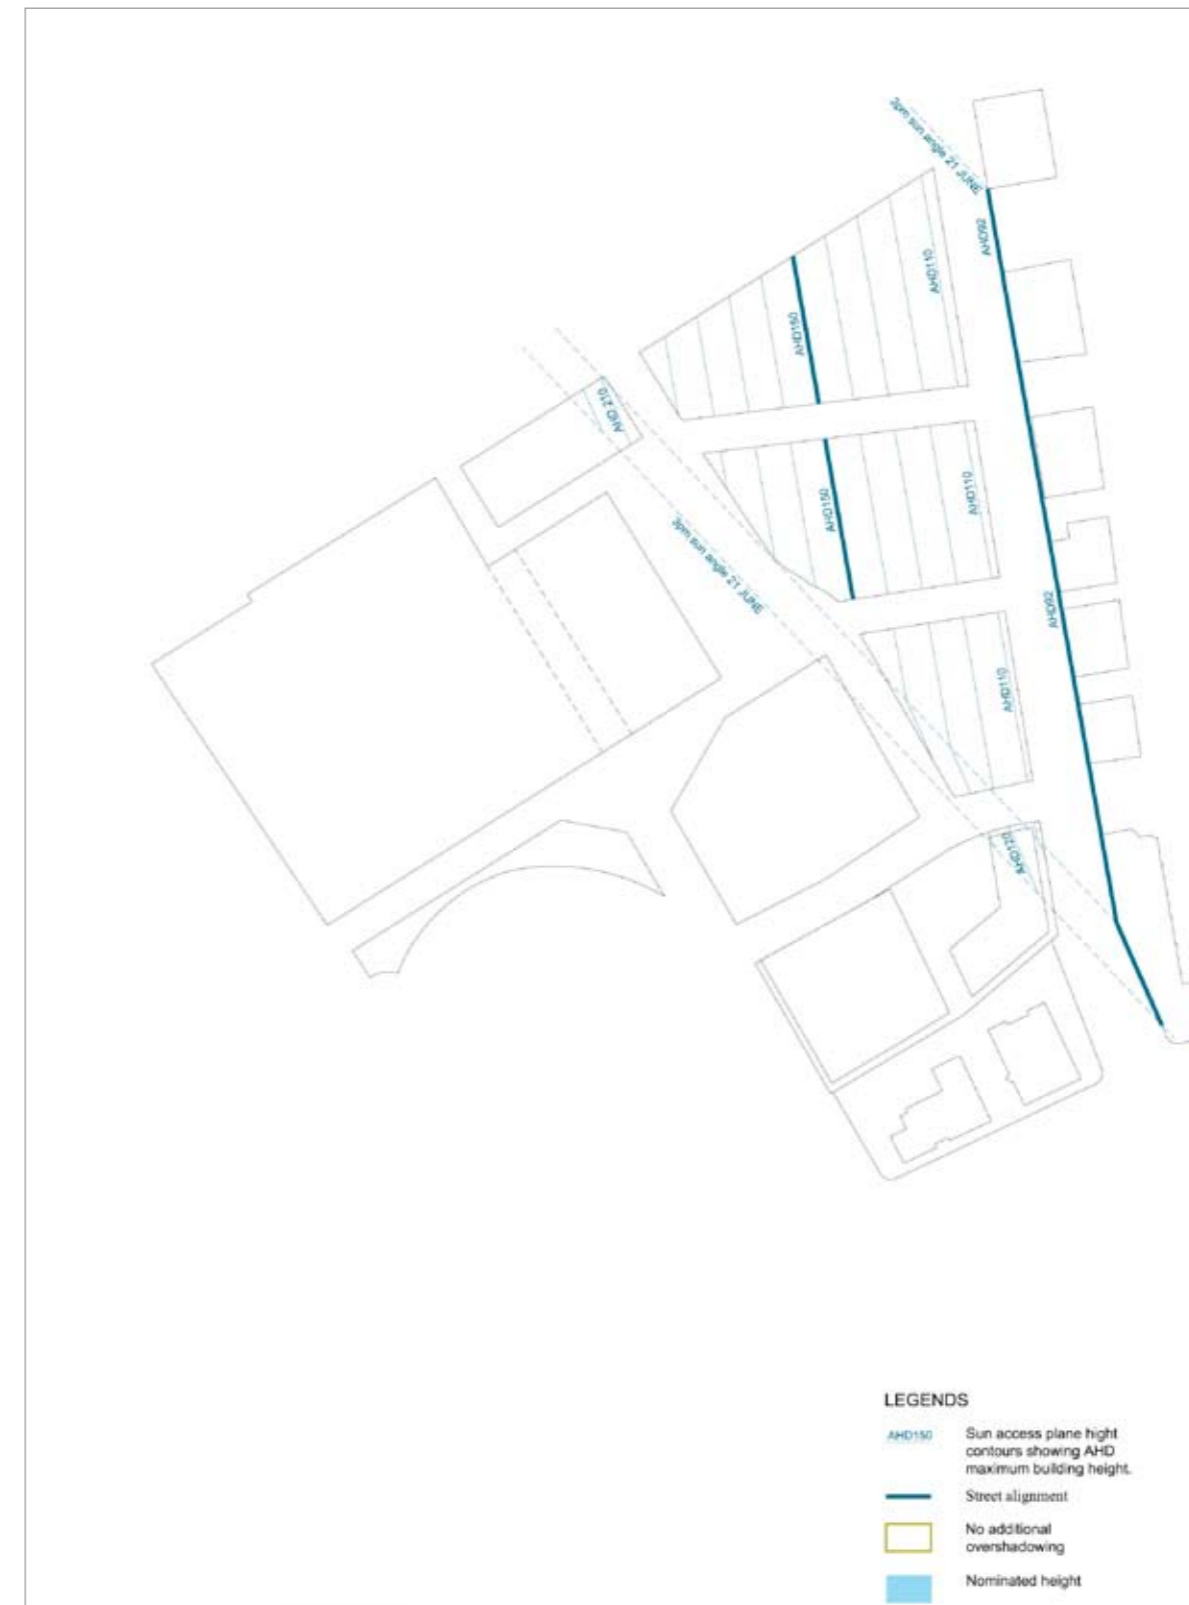 3pm sun angle 21 JUNE
AHD92
AHD110
AHD150
AHD 210
AHD150
AHD110
3pm sun angle 21 JUNE
AHD92
AHD110
AHD120
LEGENDS
AHD150
Sun access plane hight
contours showing AHD
maximum building height.
Street alignment
No additional
overshadowing
Nominated height